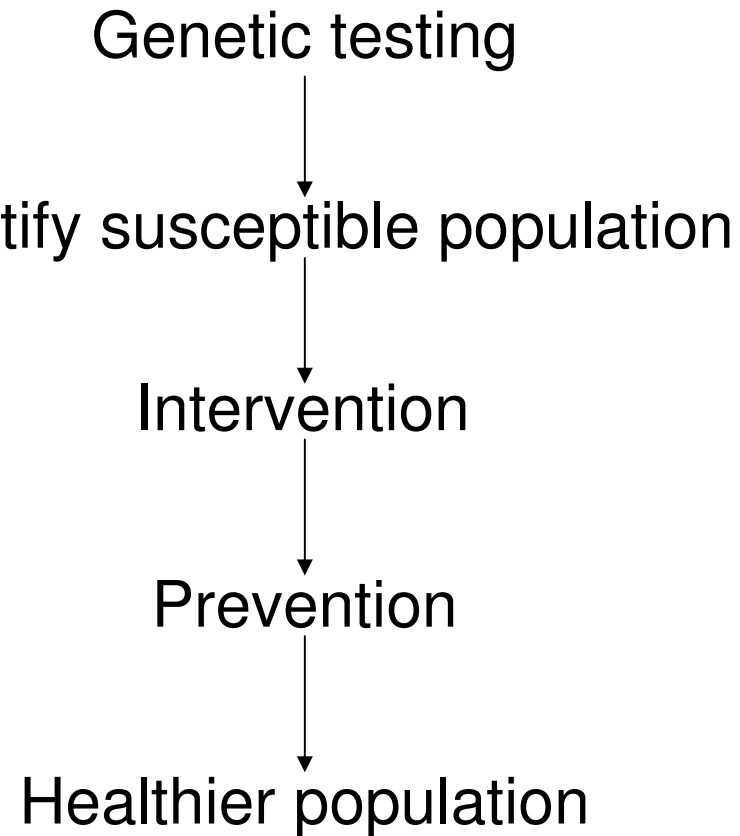 Genetic testing
tify susceptible population
Intervention
Prevention
Healthier population